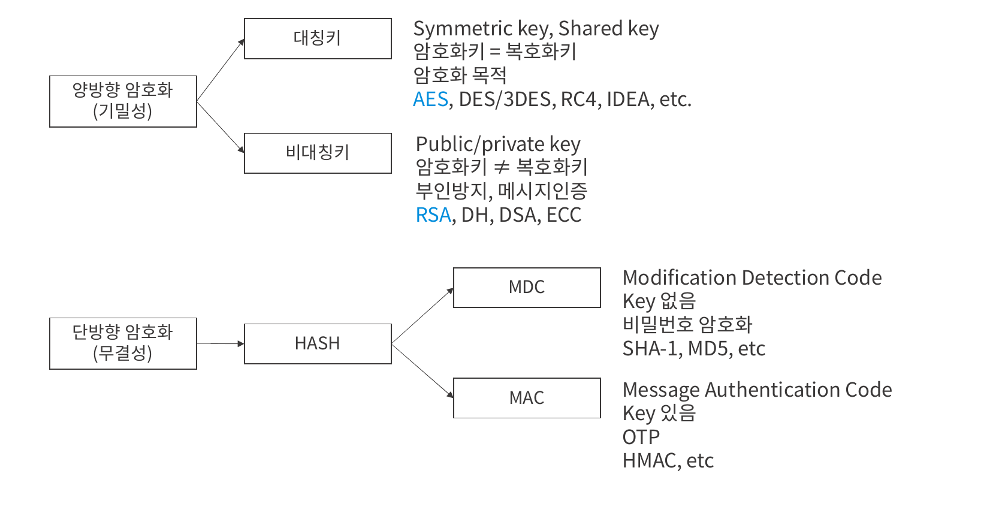 대칭키
Symmetric key, Shared key
암호화키 = 복호화키
암호화 목적
AES, DES/3DES, RC4, IDEA, etc.
양방향 암호화
(기밀성)
비대칭키
Public/private key
암호화키 ≠ 복호화키
부인방지, 메시지인증
RSA, DH, DSA, ECC
단방향 암호화
(무결성)
HASH
MDC
Modification Detection Code
Key 없음
비밀번호 암호화
SHA-1, MD5, etc
MAC
Message Authentication Code
Key 있음
OTP
HMAC, etc